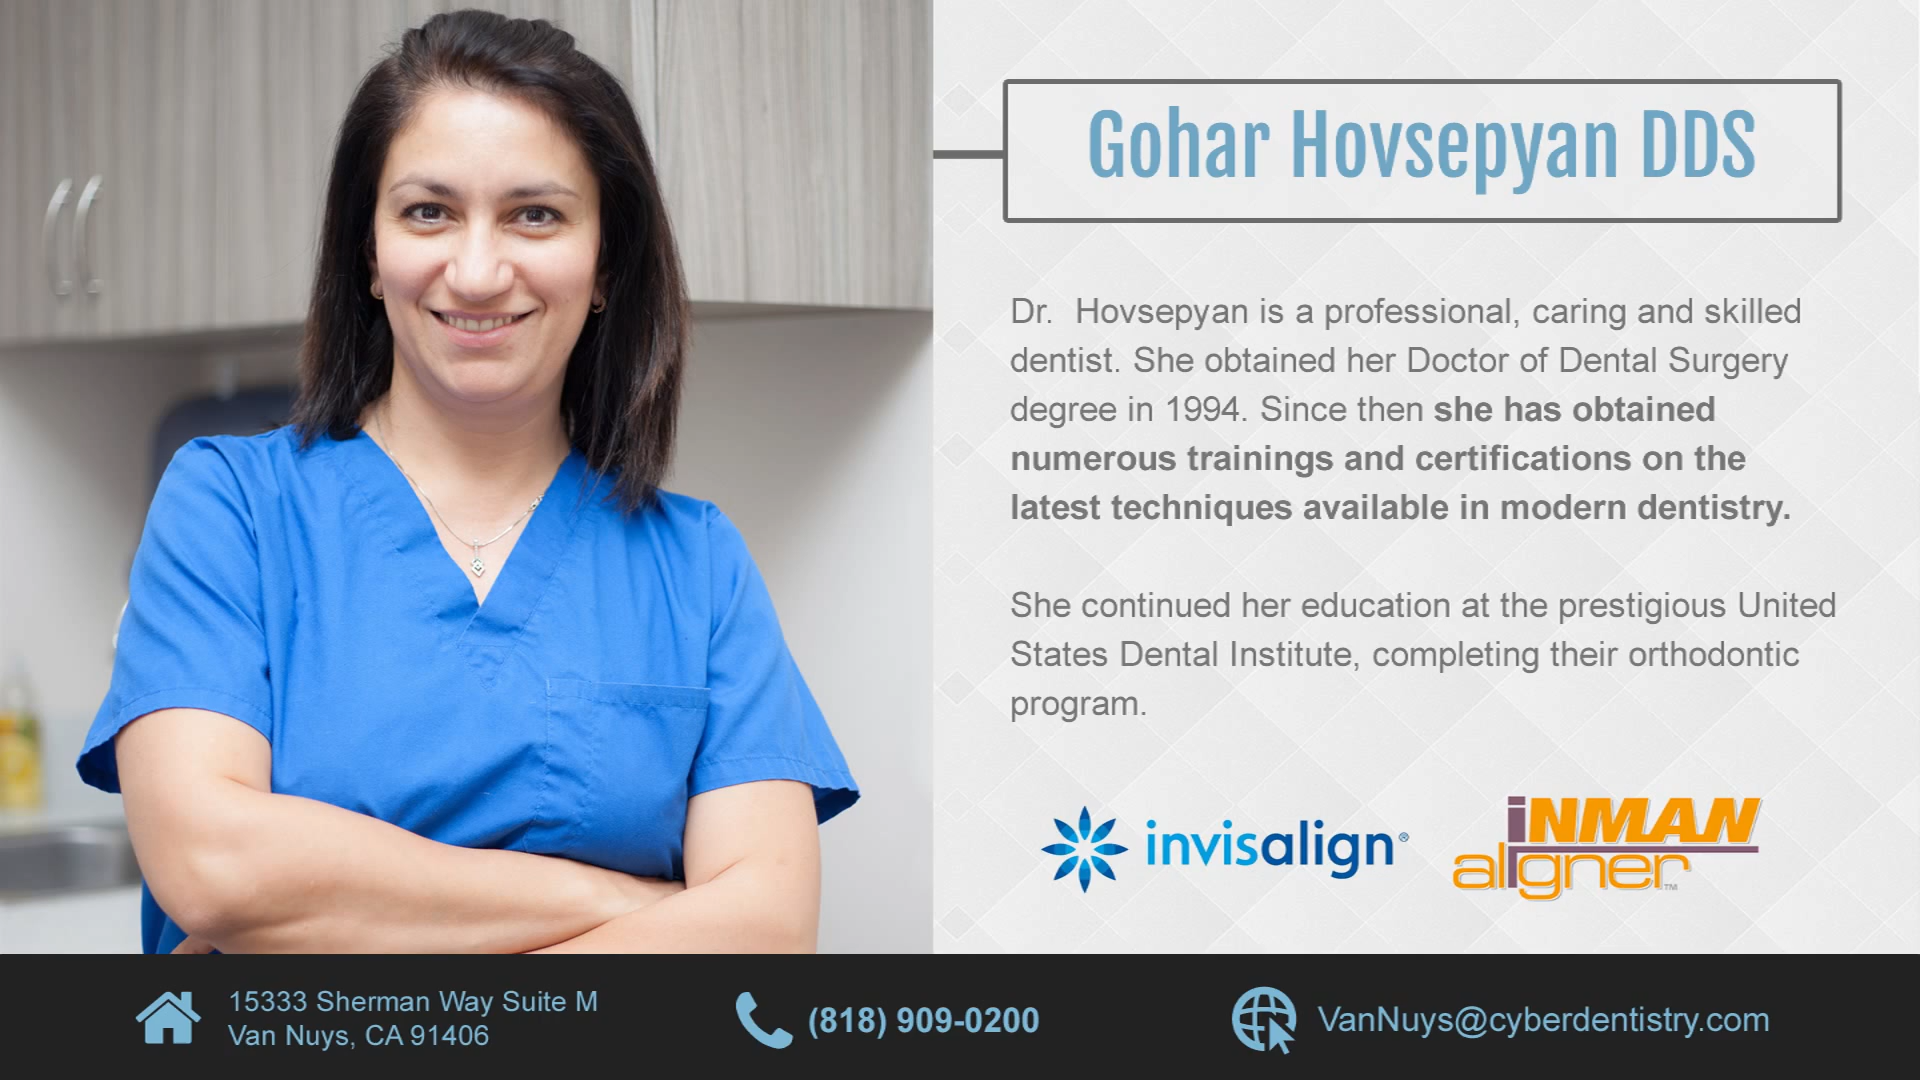 Gohar Hovsepyan DDS
Dr.  Hovsepyan is a professional, caring and skilled
dentist. She obtained her Doctor of Dental Surgery
degree in 1994. Since then she has obtained
numerous trainings and certifications on the
latest techniques available in modern dentistry.
She continued her education at the prestigious United
States Dental Institute, completing their orthodontic
program.
invisalign®
iNMAN
aligner™
15333 Sherman Way Suite M
Van Nuys, CA 91406
(818) 909-0200
VanNuys@cyberdentistry.com